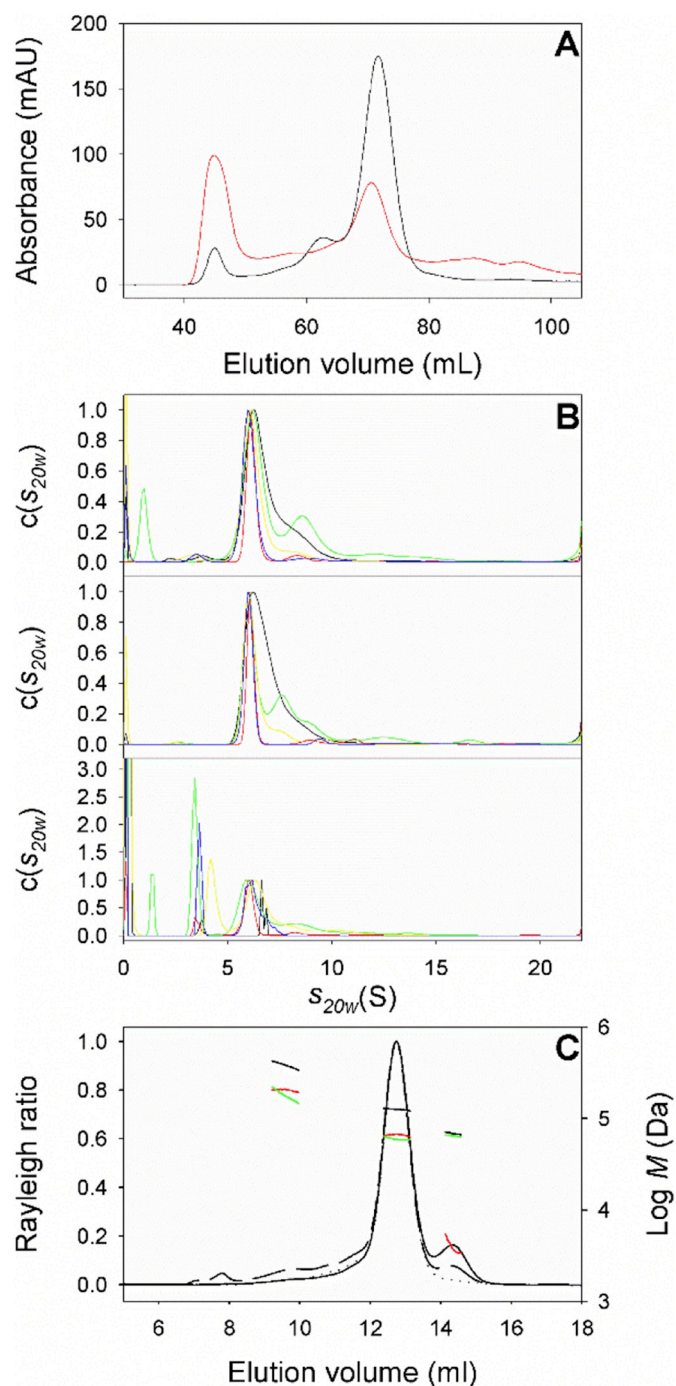 A
Absorbance (mAU)
200
150
100
50
0
40 60 80 100
Elution volume (mL)
B
c(s20w)
1.0
0.8
0.6
0.4
0.2
0.0
c(s20w)
1.0
0.8
0.6
0.4
0.2
0.0
c(s20w)
3.0
2.5
2.0
1.5
1.0
0.5
0.0
0 5 10 15 20
s20w(S)
C
Rayleigh ratio
1.0
0.8
0.6
0.4
0.2
0.0
6
5
4
3
Log M (Da)
6 8 10 12 14 16 18
Elution volume (ml)